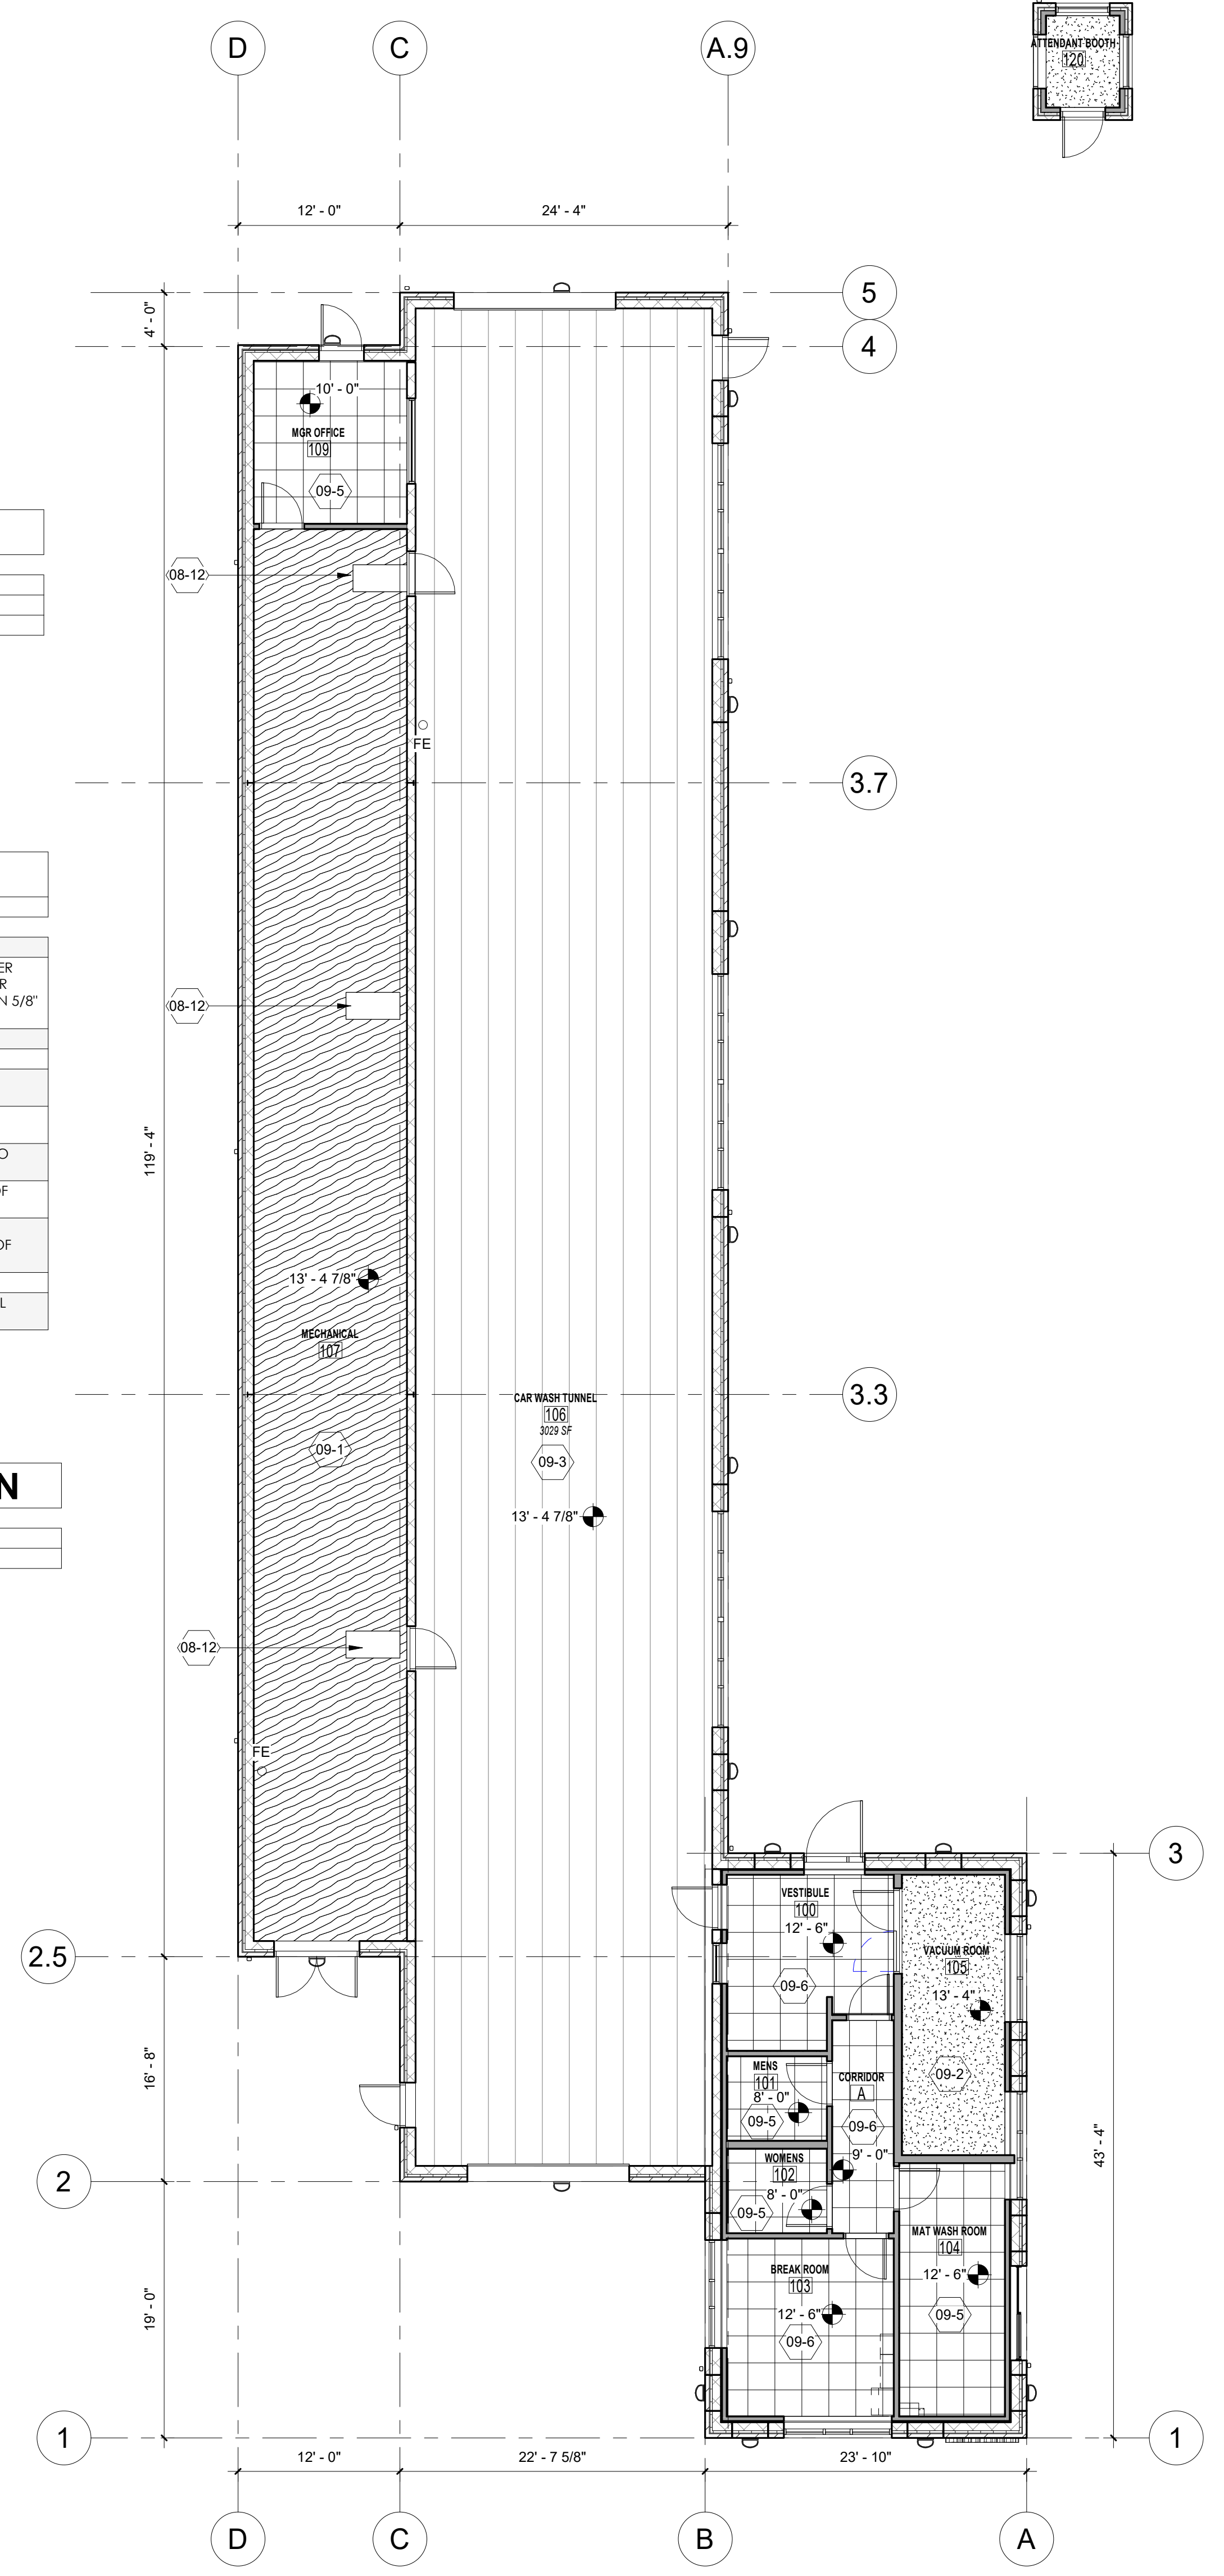 ATTENDANT BOOTH
120
D
C
A.9
12' - 0"
24' - 4"
5
4' - 0"
4
10' - 0"
MGR OFFICE
109
09-5
08-12
FE
3.7
ER
R
N 5/8"
08-12
O
OF
119' - 4"
OF
13' - 4 7/8"
L
MECHANICAL
107
3.3
CAR WASH TUNNEL
106
3029 SF
09-1
09-3
N
13' - 4 7/8"
08-12
FE
3
VESTIBULE
100
12' - 6"
2.5
VACUUM ROOM
105
09-6
13' - 4"
16' - 8"
MENS
101
8' - 0"
09-5
CORRIDOR
A
09-2
09-6
43' - 4"
9' - 0"
WOMENS
102
8' - 0"
09-5
2
MAT WASH ROOM
104
12' - 6"
BREAK ROOM
103
12' - 6"
09-5
09-6
19' - 0"
1
1
12' - 0"
22' - 7 5/8"
23' - 10"
D
C
B
A